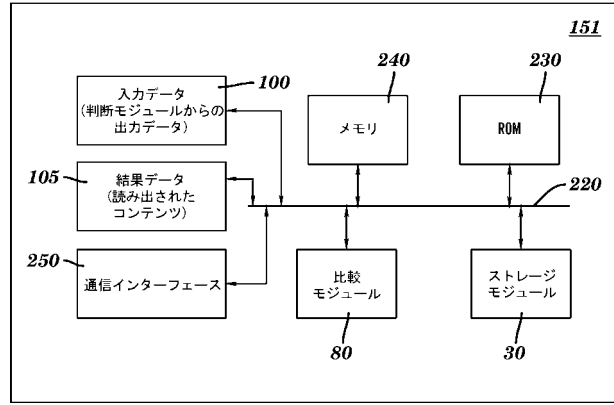 151
100
入力データ
(判断モジュールからの
出力データ)
240
メモリ
230
ROM
105
結果データ
(読み出された
コンテンツ)
220
250
通信インターフェース
比較
モジュール
80
ストレージ
モジュール
30